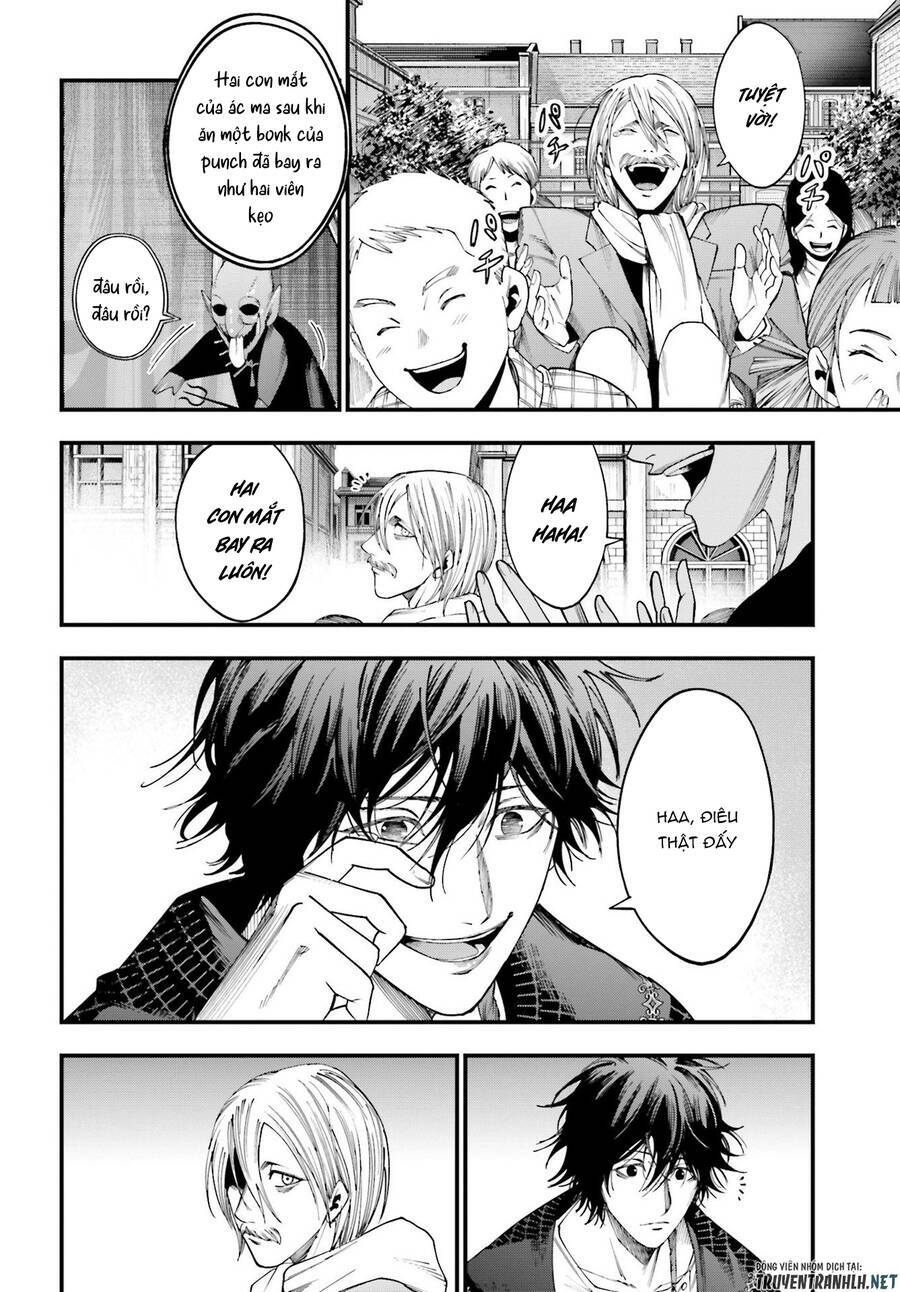 TUYỆT
VỜI!
パチ
パチ
パチ
Hai con mắt
của ác ma sau khi
ăn một bonk của
punch đã bay ra
như hai viên
kẹo
đâu rồi,
đâu rồi?
HAA
HAHA!
HAI
CON MẮT
BAY RA
LUÔN!
HAA, ĐIÊU
THẬT ĐẤY
ĐỘNG VIÊN NHÓM DỊCH TẠI:
TRUYENTRANHLH.NET